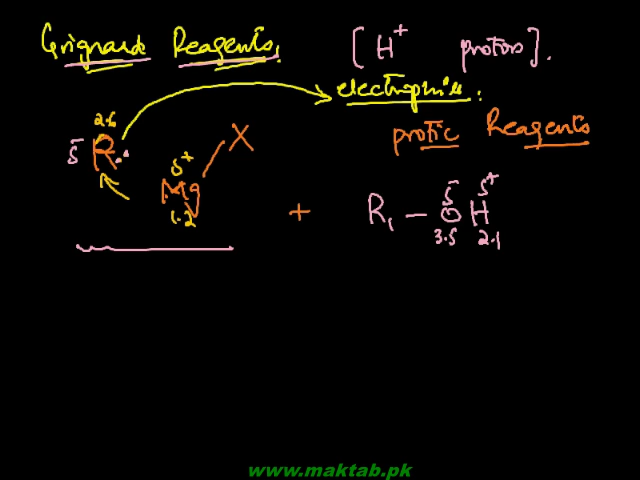 Grignard Reagents. [H⁺ protons].
electrophile.
protic Reagents
2.6
δ⁻ R : δ⁺ Mg X + R₁ – δ⁻ O δ⁺ H
1.2 3.5 2.1
www.maktab.pk